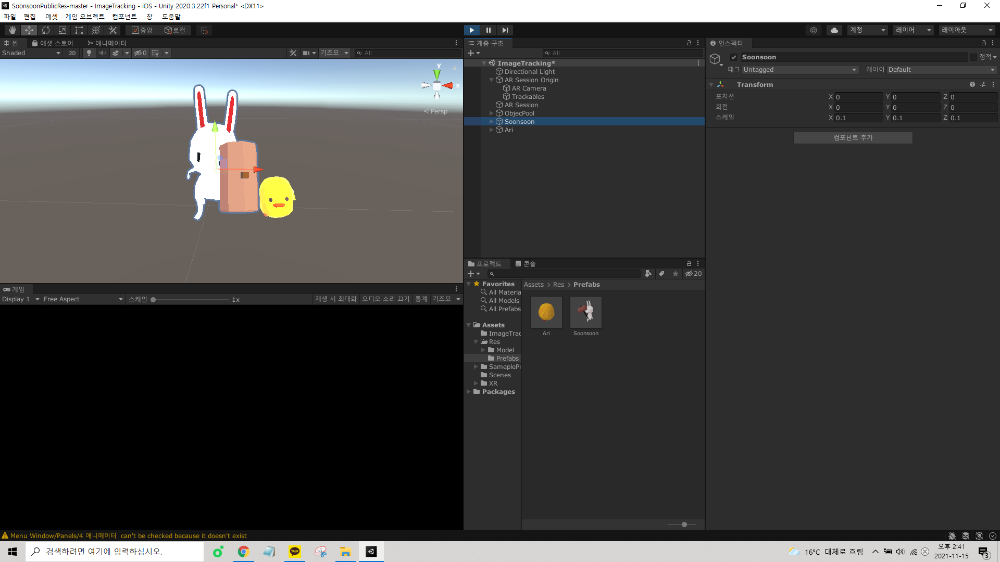 SoonsoonPublicRes-master - ImageTracking - iOS - Unity 2020.3.22f1 Personal* <DX11>
파일 편집 에셋 게임 오브젝트 컴포넌트 창 도움말
중앙 로컬
계정 레이어 레이아웃
씬 에셋 스토어 애니메이터
Shaded 2D 0 기즈모 All
y
x
Persp
계층 구조
All
ImageTracking*
Directional Light
AR Session Origin
AR Camera
Trackables
AR Session
ObjecPool
Soonsoon
Ari
인스펙터
Soonsoon 정적
태그 Untagged 레이어 Default
Transform
포지션 X 0 Y 0 Z 0
회전 X 0 Y 0 Z 0
스케일 X 0.1 Y 0.1 Z 0.1
컴포넌트 추가
게임
Display 1 Free Aspect 스케일 1x 재생 시 최대화 오디오 소리 끄기 통계 기즈모
프로젝트 콘솔
20
Favorites
All Materia
All Models
All Prefabs
Assets
ImageTrac
Res
Model
Prefabs
SameplePr
Scenes
XR
Packages
Assets > Res > Prefabs
Ari Soonsoon
Menu Window/Panels/4 애니메이터 can't be checked because it doesn't exist
검색하려면 여기에 입력하십시오.
TALK
16°C 대체로 흐림
오후 2:41
2021-11-15
3